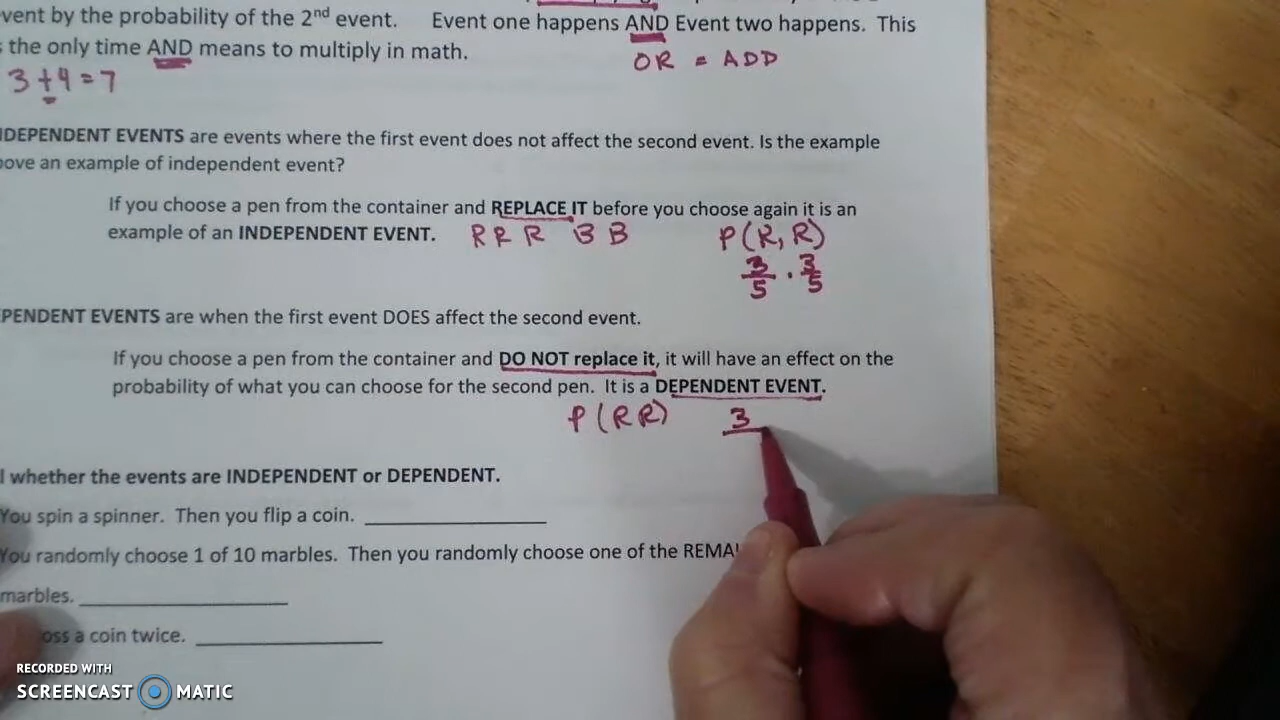 vent by the probability of the 2nd event. Event one happens AND Event two happens. This
the only time AND means to multiply in math.
OR = ADD
3+4=7
DEPENDENT EVENTS are events where the first event does not affect the second event. Is the example
ove an example of independent event?
If you choose a pen from the container and REPLACE IT before you choose again it is an
example of an INDEPENDENT EVENT. R R R B B P(R, R)
3/5 · 3/5
PENDENT EVENTS are when the first event DOES affect the second event.
If you choose a pen from the container and DO NOT replace it, it will have an effect on the
probability of what you can choose for the second pen. It is a DEPENDENT EVENT.
P(RR) 3
l whether the events are INDEPENDENT or DEPENDENT.
You spin a spinner. Then you flip a coin.
You randomly choose 1 of 10 marbles. Then you randomly choose one of the REMA
marbles.
oss a coin twice.
RECORDED WITH
SCREENCAST MATIC